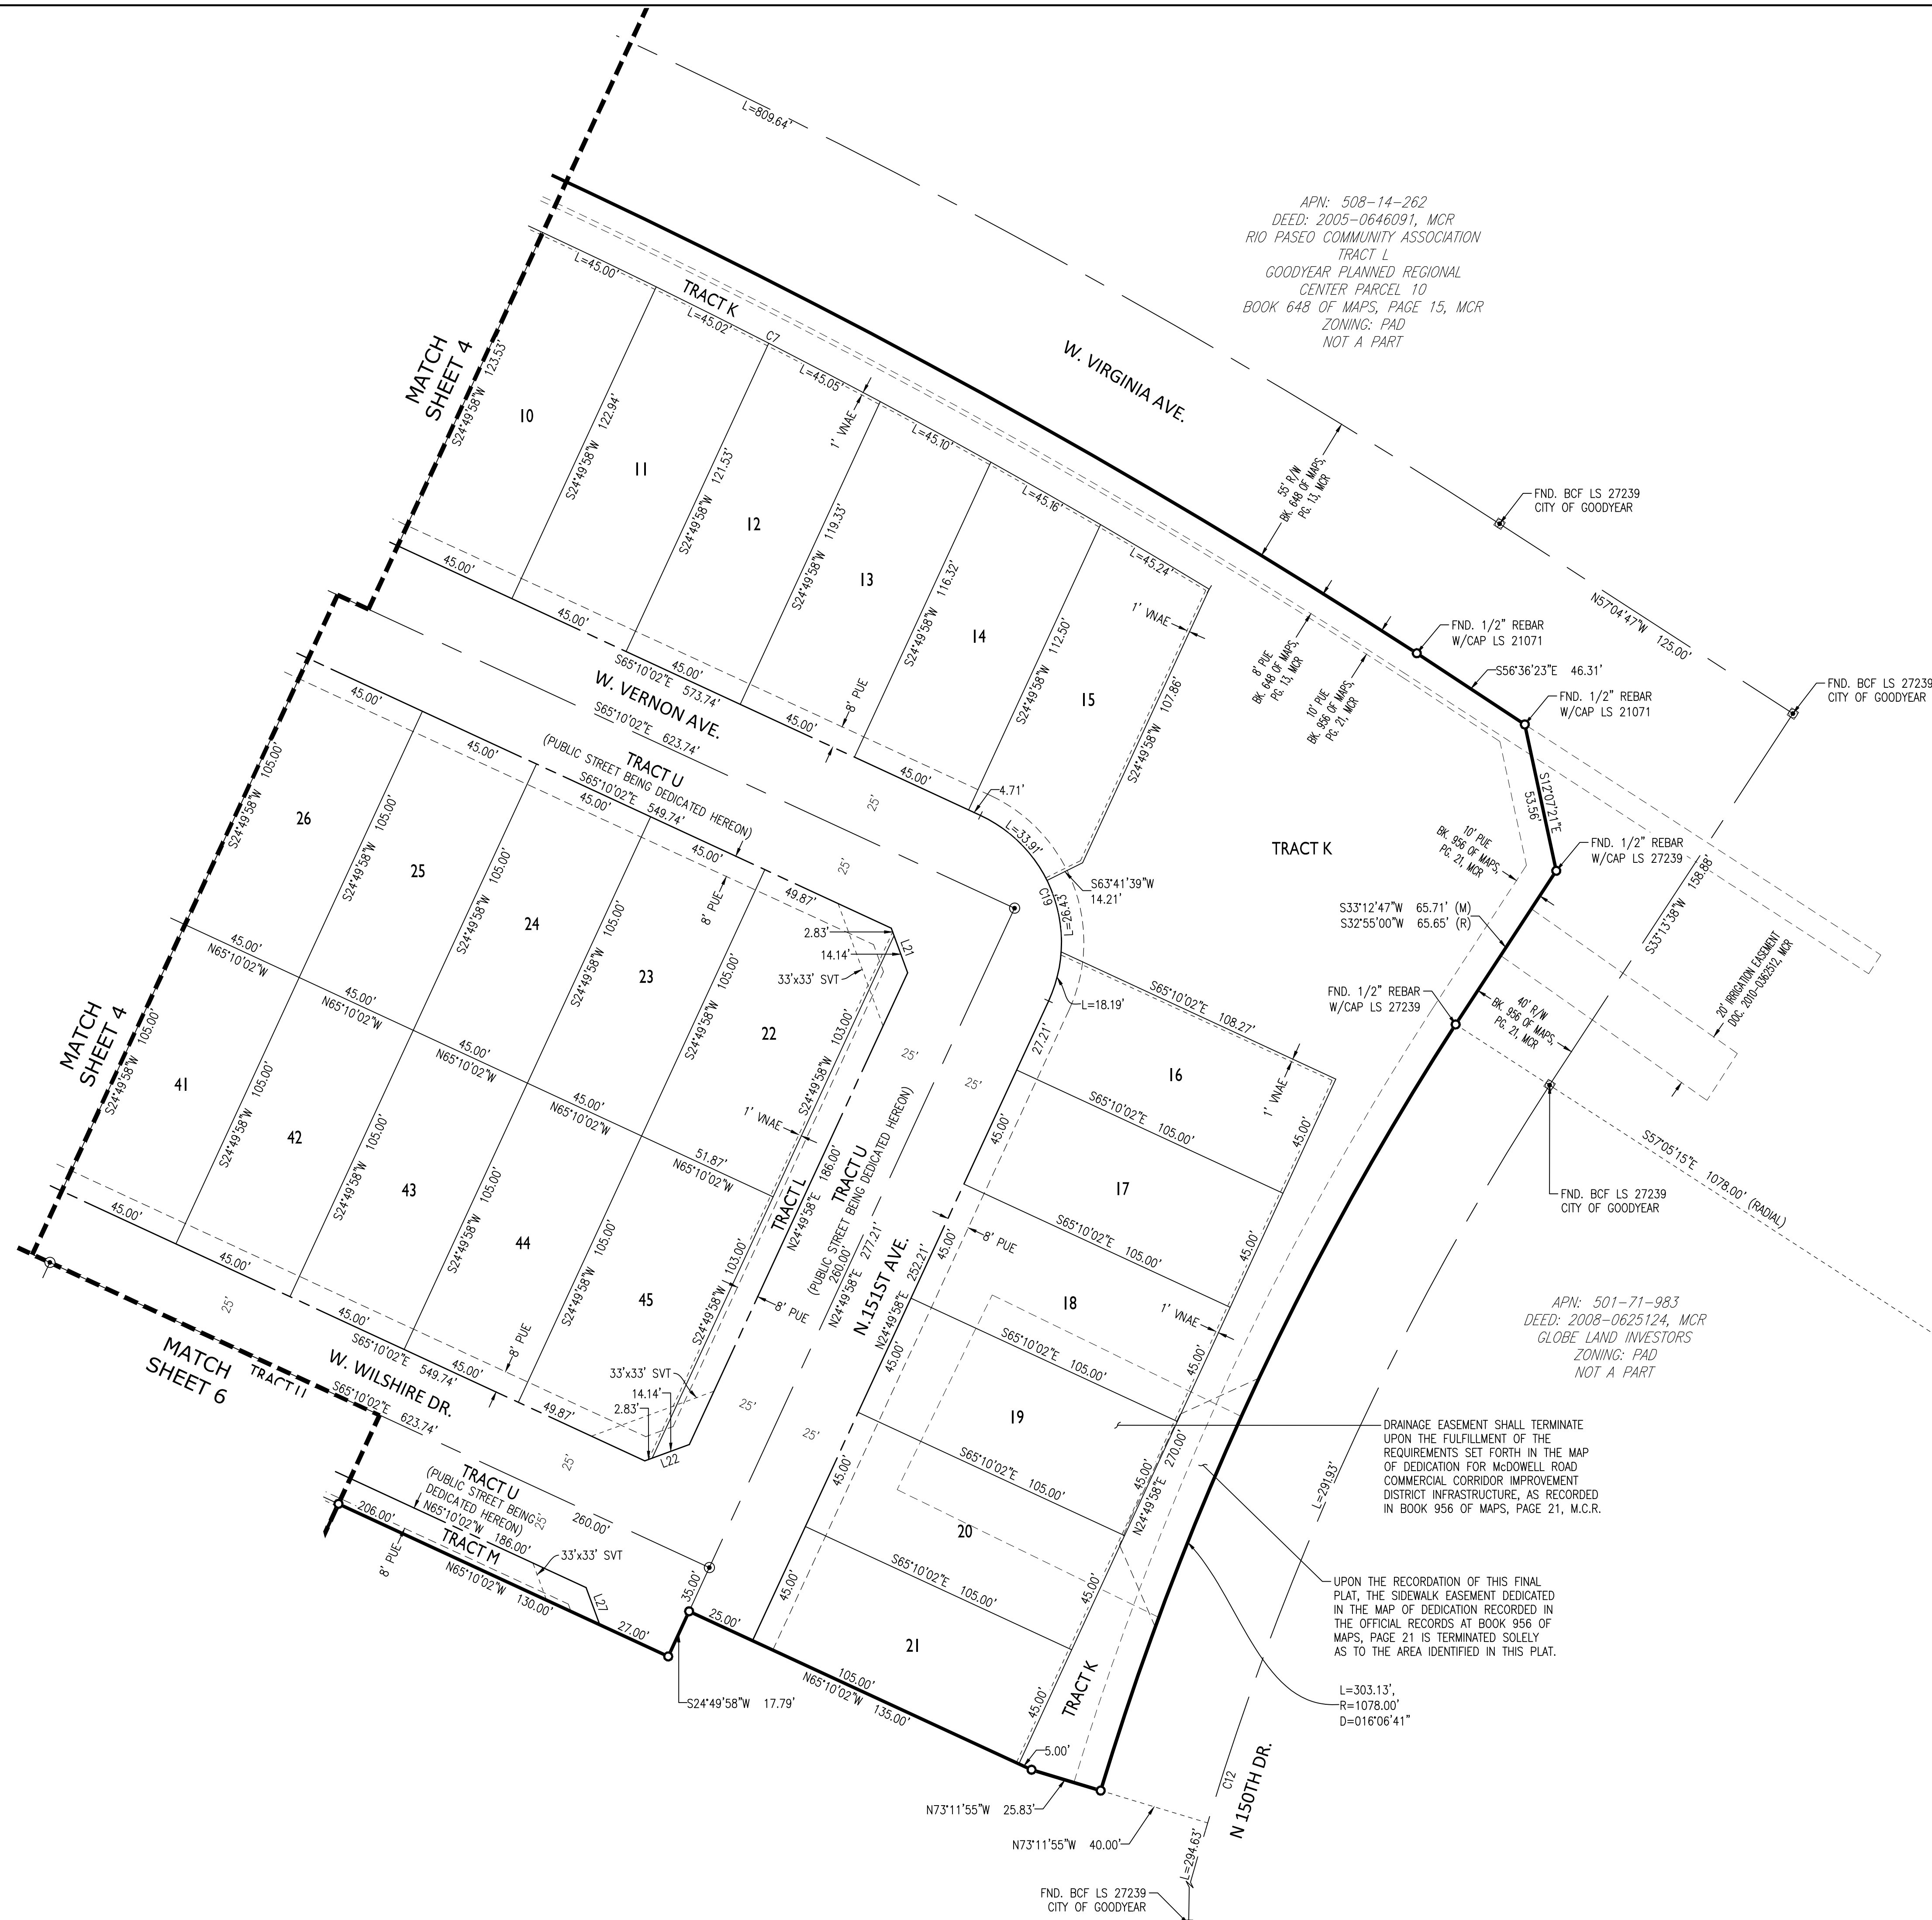 L=809.64'
APN: 508-14-262
DEED: 2005-0646091, MCR
RIO PASEO COMMUNITY ASSOCIATION
TRACT L
GOODYEAR PLANNED REGIONAL
CENTER PARCEL 10
BOOK 648 OF MAPS, PAGE 15, MCR
ZONING: PAD
NOT A PART
W. VIRGINIA AVE.
TRACT K
C7
L=45.00'
L=45.02'
L=45.05'
L=45.10'
L=45.16'
L=45.24'
1' VNAE
1' VNAE
MATCH
SHEET 4
S24°49'58"W 123.53'
10
S24°49'58"W 122.94'
11
S24°49'58"W 121.53'
12
S24°49'58"W 119.33'
13
S24°49'58"W 116.32'
14
S24°49'58"W 112.50'
15
S24°49'58"W 107.86'
55' R/W
BK. 648 OF MAPS,
PG. 13, MCR
8' PUE
BK. 648 OF MAPS,
PG. 13, MCR
10' PUE
BK. 956 OF MAPS,
PG. 21, MCR
FND. BCF LS 27239
CITY OF GOODYEAR
N57°04'47"W 125.00'
FND. BCF LS 27239
CITY OF GOODYEAR
FND. 1/2" REBAR
W/CAP LS 21071
S56°36'23"E 46.31'
FND. 1/2" REBAR
W/CAP LS 21071
S12°07'21"E
53.56'
FND. 1/2" REBAR
W/CAP LS 27239
10' PUE
BK. 956 OF MAPS,
PG. 21, MCR
TRACT K
S33°12'47"W 65.71' (M)
S32°55'00"W 65.65' (R)
S33°13'38"W 158.88'
20' IRRIGATION EASEMENT
DOC. 2010-0362512, MCR
40' R/W
BK. 956 OF MAPS,
PG. 21, MCR
FND. 1/2" REBAR
W/CAP LS 27239
FND. BCF LS 27239
CITY OF GOODYEAR
S57°05'15"E 1078.00' (RADIAL)
45.00'
45.00'
45.00'
45.00'
45.00'
S65°10'02"E 573.74'
8' PUE
4.71'
L=33.91'
C19
L=26.43'
S63°41'39"W
14.21'
L=18.19'
27.21'
W. VERNON AVE.
S65°10'02"E 623.74'
TRACT U
(PUBLIC STREET BEING DEDICATED HEREON)
S65°10'02"E 549.74'
25'
25'
45.00'
45.00'
45.00'
45.00'
49.87'
8' PUE
2.83'
14.14'
L21
33'x33' SVT
S24°49'58"W 105.00'
26
S24°49'58"W 105.00'
25
S24°49'58"W 105.00'
24
S24°49'58"W 105.00'
23
S24°49'58"W 105.00'
22
S24°49'58"W 103.00'
45.00'
N65°10'02"W
45.00'
N65°10'02"W
45.00'
N65°10'02"W
45.00'
N65°10'02"W
51.87'
N65°10'02"W
1' VNAE
MATCH
SHEET 4
S24°49'58"W 105.00'
41
S24°49'58"W 105.00'
42
S24°49'58"W 105.00'
43
S24°49'58"W 105.00'
44
S24°49'58"W 105.00'
45
S24°49'58"W 103.00'
TRACT L
N24°49'58"E 186.00'
TRACT U
(PUBLIC STREET BEING DEDICATED HEREON)
260.00'
N24°49'58"E 277.21'
N. 151ST AVE.
N24°49'58"E 252.21'
25'
25'
8' PUE
8' PUE
S65°10'02"E 108.27'
16
1' VNAE
45.00'
45.00'
S65°10'02"E 105.00'
17
45.00'
45.00'
S65°10'02"E 105.00'
18
1' VNAE
45.00'
45.00'
S65°10'02"E 105.00'
19
45.00'
45.00'
S65°10'02"E 105.00'
N24°49'58"E 270.00'
20
45.00'
45.00'
S65°10'02"E 105.00'
21
45.00'
TRACT K
45.00'
45.00'
45.00'
45.00'
S65°10'02"E 549.74'
8' PUE
49.87'
33'x33' SVT
14.14'
2.83'
L22
25'
25'
25'
MATCH
SHEET 6
W. WILSHIRE DR.
S65°10'02"E 623.74'
25'
TRACT U
(PUBLIC STREET BEING
DEDICATED HEREON)
N65°10'02"W 186.00'
25'
260.00'
206.00'
TRACT M
8' PUE
N65°10'02"W 130.00'
33'x33' SVT
L27
27.00'
35.00'
25.00'
S24°49'58"W 17.79'
105.00'
N65°10'02"W 135.00'
5.00'
N73°11'55"W 25.83'
N73°11'55"W 40.00'
APN: 501-71-983
DEED: 2008-0625124, MCR
GLOBE LAND INVESTORS
ZONING: PAD
NOT A PART
DRAINAGE EASEMENT SHALL TERMINATE
UPON THE FULFILLMENT OF THE
REQUIREMENTS SET FORTH IN THE MAP
OF DEDICATION FOR McDOWELL ROAD
COMMERCIAL CORRIDOR IMPROVEMENT
DISTRICT INFRASTRUCTURE, AS RECORDED
IN BOOK 956 OF MAPS, PAGE 21, M.C.R.
L=291.93'
UPON THE RECORDATION OF THIS FINAL
PLAT, THE SIDEWALK EASEMENT DEDICATED
IN THE MAP OF DEDICATION RECORDED IN
THE OFFICIAL RECORDS AT BOOK 956 OF
MAPS, PAGE 21 IS TERMINATED SOLELY
AS TO THE AREA IDENTIFIED IN THIS PLAT.
L=303.13',
R=1078.00'
D=016°06'41"
C12
N 150TH DR.
L=294.63'
FND. BCF LS 27239
CITY OF GOODYEAR